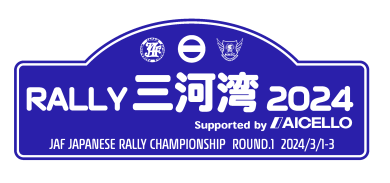 RALLY 三河湾 2024
Supported by AICELLO
JAF JAPANESE RALLY CHAMPIONSHIP ROUND.1 2024/3/1-3